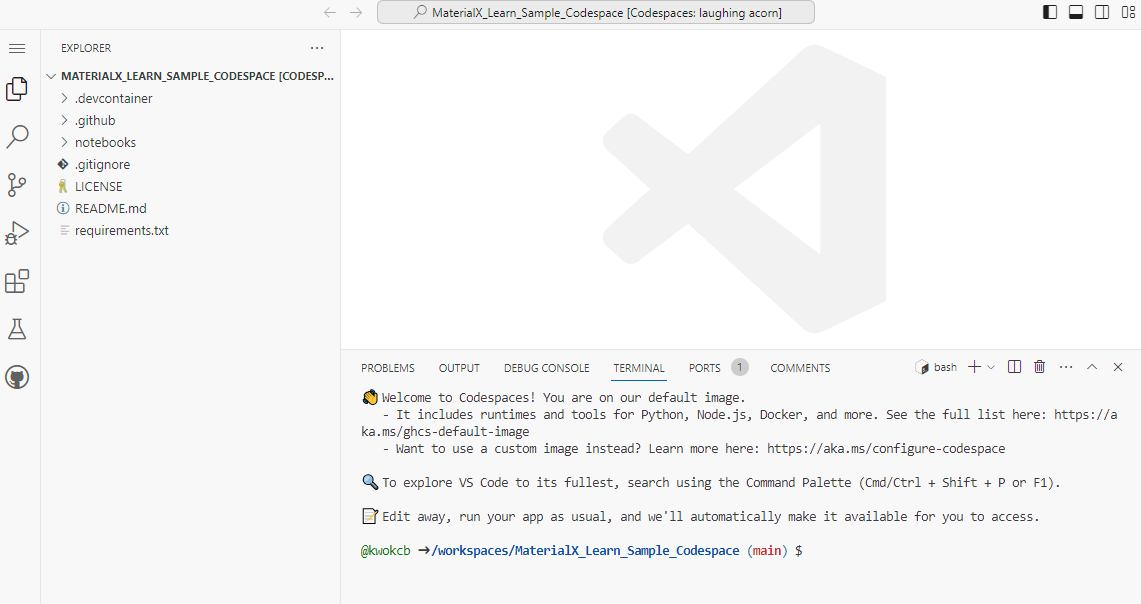 MaterialX_Learn_Sample_Codespace [Codespaces: laughing acorn]
EXPLORER
MATERIALX_LEARN_SAMPLE_CODESPACE [CODESP...
.devcontainer
.github
notebooks
.gitignore
LICENSE
README.md
requirements.txt
PROBLEMS OUTPUT DEBUG CONSOLE TERMINAL PORTS 1 COMMENTS bash
Welcome to Codespaces! You are on our default image.
- It includes runtimes and tools for Python, Node.js, Docker, and more. See the full list here: https://a
ka.ms/ghcs-default-image
- Want to use a custom image instead? Learn more here: https://aka.ms/configure-codespace
To explore VS Code to its fullest, search using the Command Palette (Cmd/Ctrl + Shift + P or F1).
Edit away, run your app as usual, and we'll automatically make it available for you to access.
@kwokcb →/workspaces/MaterialX_Learn_Sample_Codespace (main) $